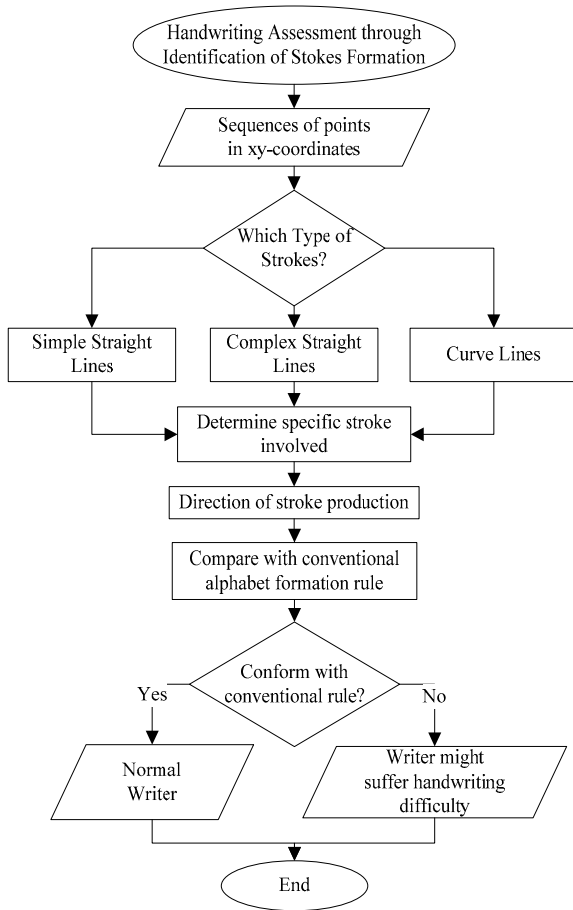 Handwriting Assessment through
Identification of Stokes Formation
Sequences of points
in xy-coordinates
Which Type of
Strokes?
Simple Straight
Lines
Complex Straight
Lines
Curve Lines
Determine specific stroke
involved
Direction of stroke production
Compare with conventional
alphabet formation rule
Conform with
conventional rule?
Yes
No
Normal
Writer
Writer might
suffer handwriting
difficulty
End